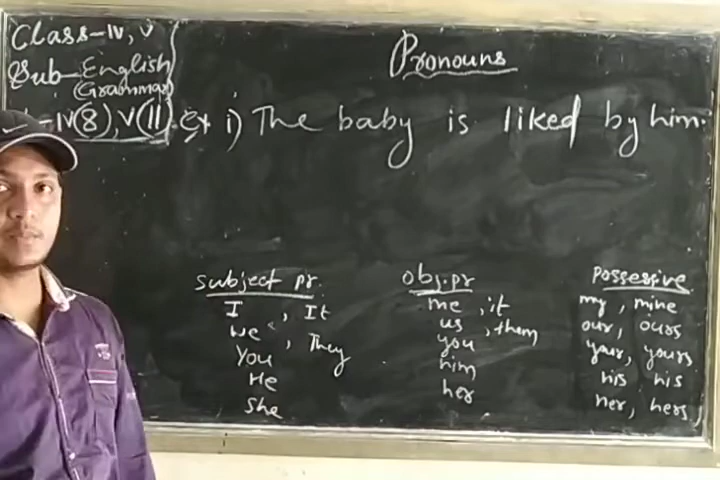 Class-IV, V
Sub-English
(Grammar)
-IV(8), V(11)
Pronouns
ex i) The baby is liked by him.
subject pr.
I, It
we, They
You
He
She
obj.pr
me, it
us, them
you
him
her
possessive
my, mine
our, ours
your, yours
his his
her, hers,